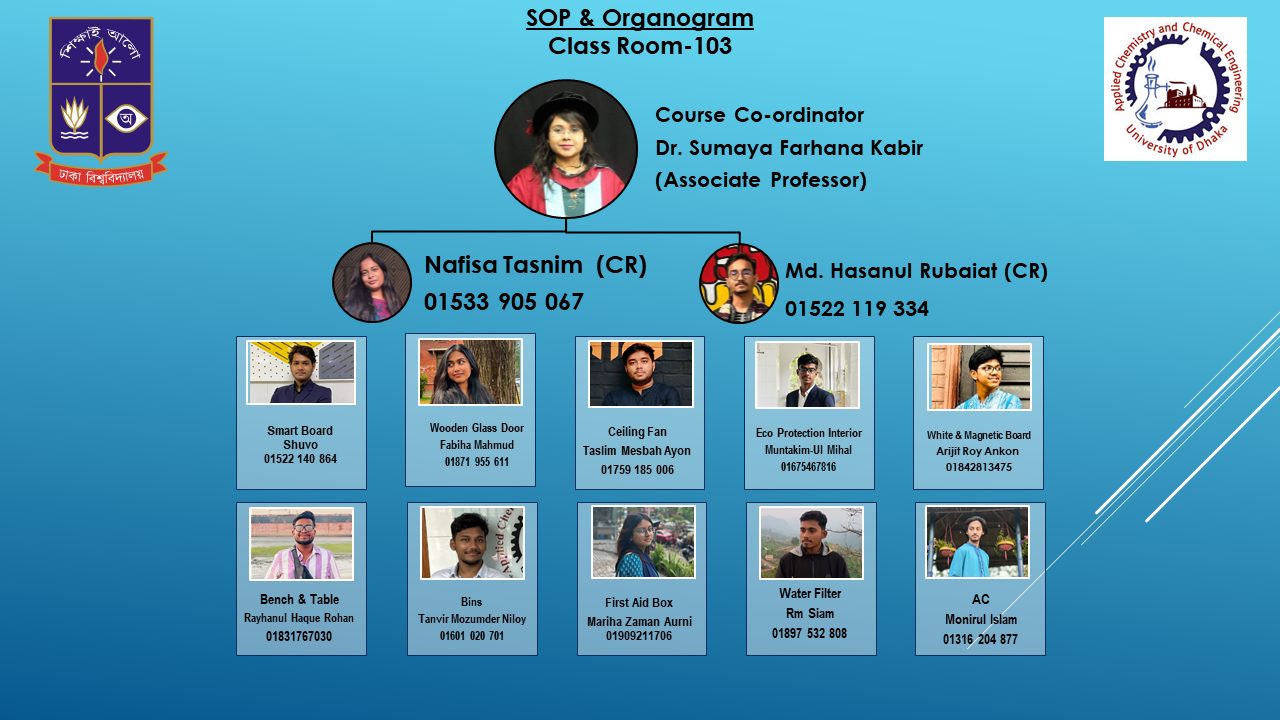 SOP & Organogram
Class Room-103
শিক্ষাই আলো
অ
ঢাকা বিশ্ববিদ্যালয়
Applied Chemistry and Chemical Engineering
University of Dhaka
Course Co-ordinator
Dr. Sumaya Farhana Kabir
(Associate Professor)
Nafisa Tasnim (CR)
01533 905 067
Md. Hasanul Rubaiat (CR)
01522 119 334
Smart Board
Shuvo
01522 140 864
Wooden Glass Door
Fabiha Mahmud
01871 955 611
Ceiling Fan
Taslim Mesbah Ayon
01759 185 006
Eco Protection Interior
Muntakim-Ul Mihal
01675467816
White & Magnetic Board
Arijit Roy Ankon
01842813475
Bench & Table
Rayhanul Haque Rohan
01831767030
Bins
Tanvir Mozumder Niloy
01601 020 701
First Aid Box
Mariha Zaman Aurni
01909211706
Water Filter
Rm Siam
01897 532 808
AC
Monirul Islam
01316 204 877